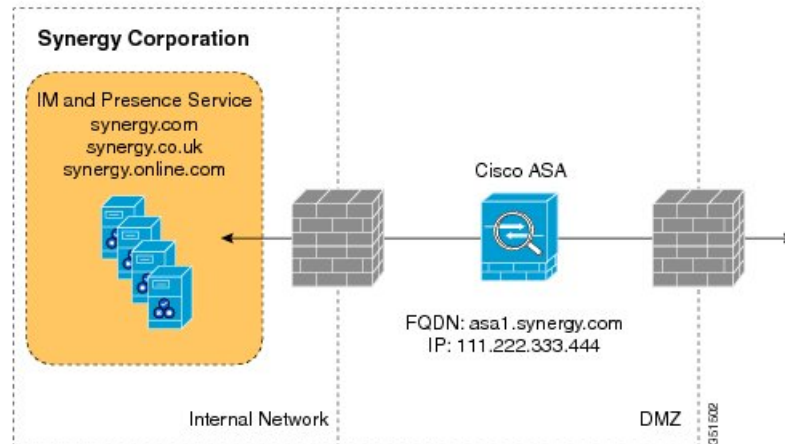 Synergy Corporation
IM and Presence Service
synergy.com
synergy.co.uk
synergy.online.com
Cisco ASA
FQDN: asa1.synergy.com
IP: 111.222.333.444
Internal Network
DMZ
351502